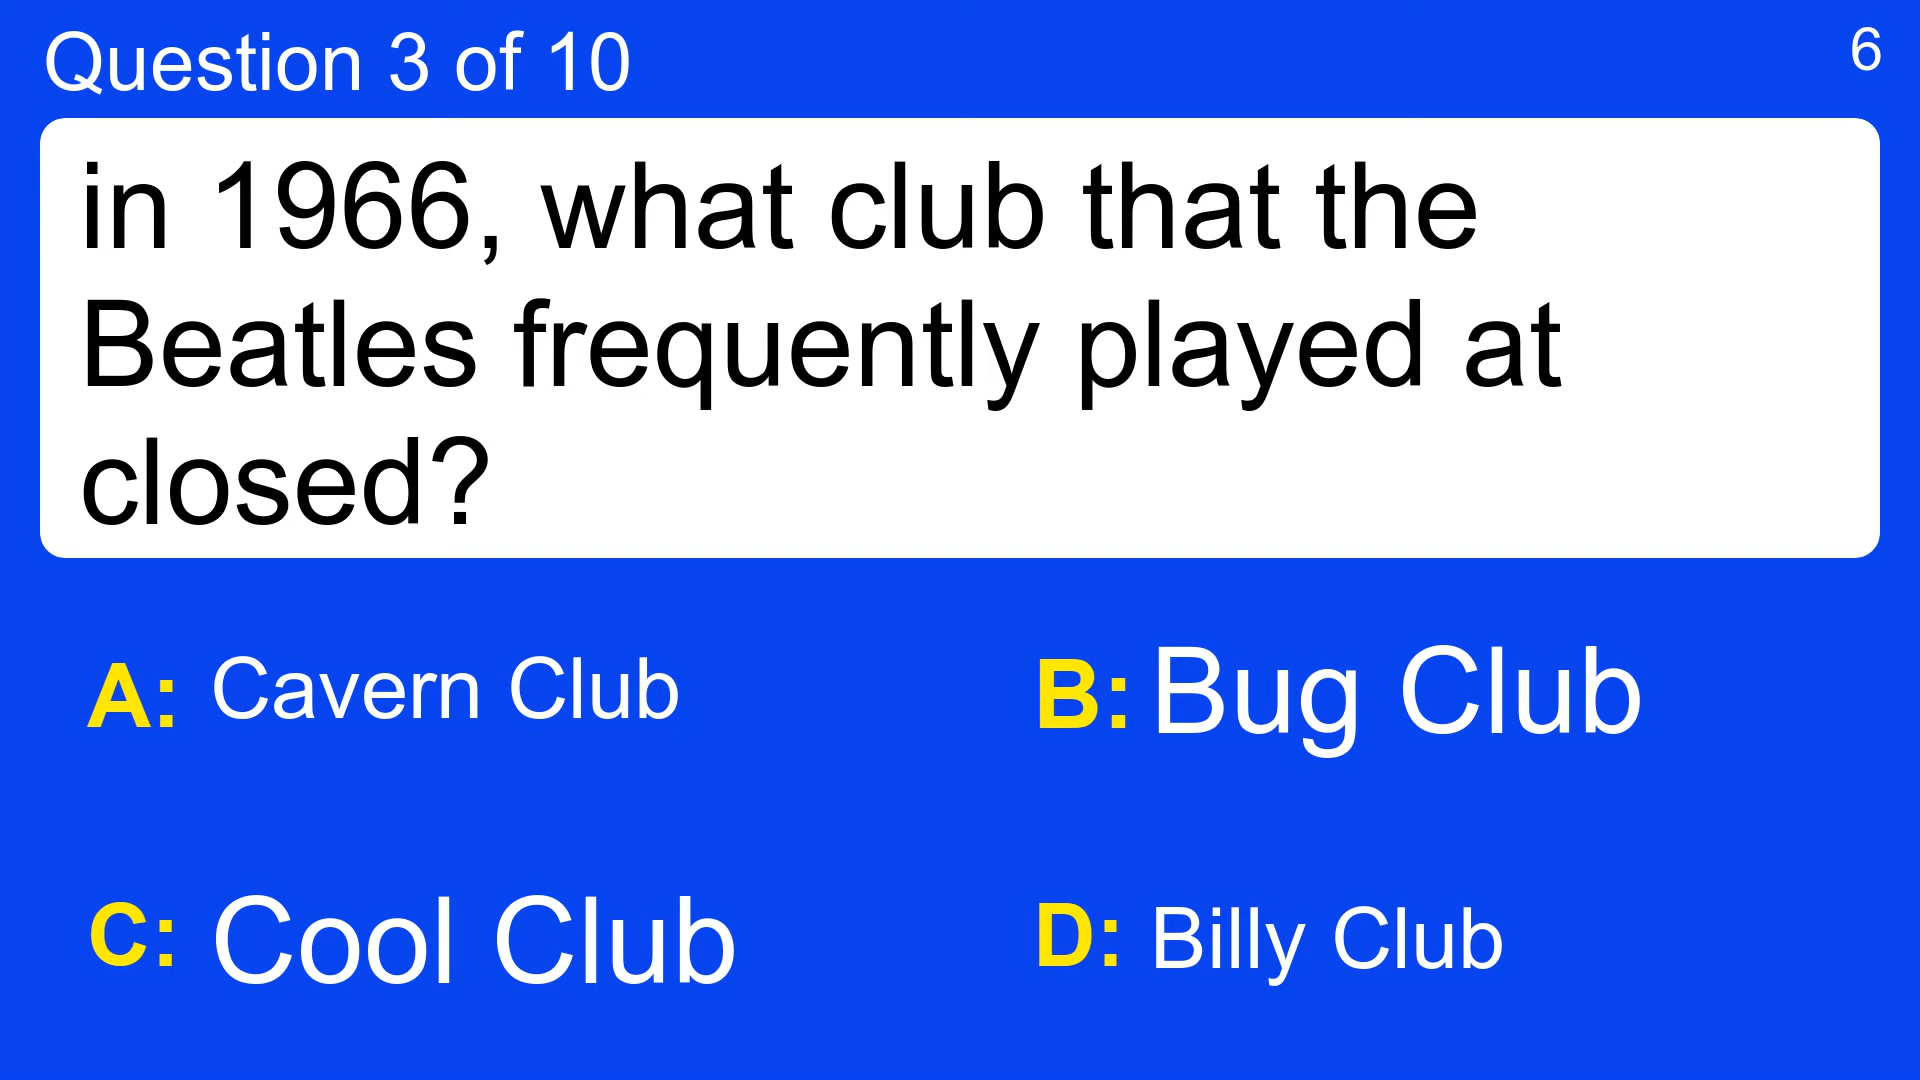 Question 3 of 10
6
in 1966, what club that the
Beatles frequently played at
closed?
A: Cavern Club
B: Bug Club
C: Cool Club
D: Billy Club